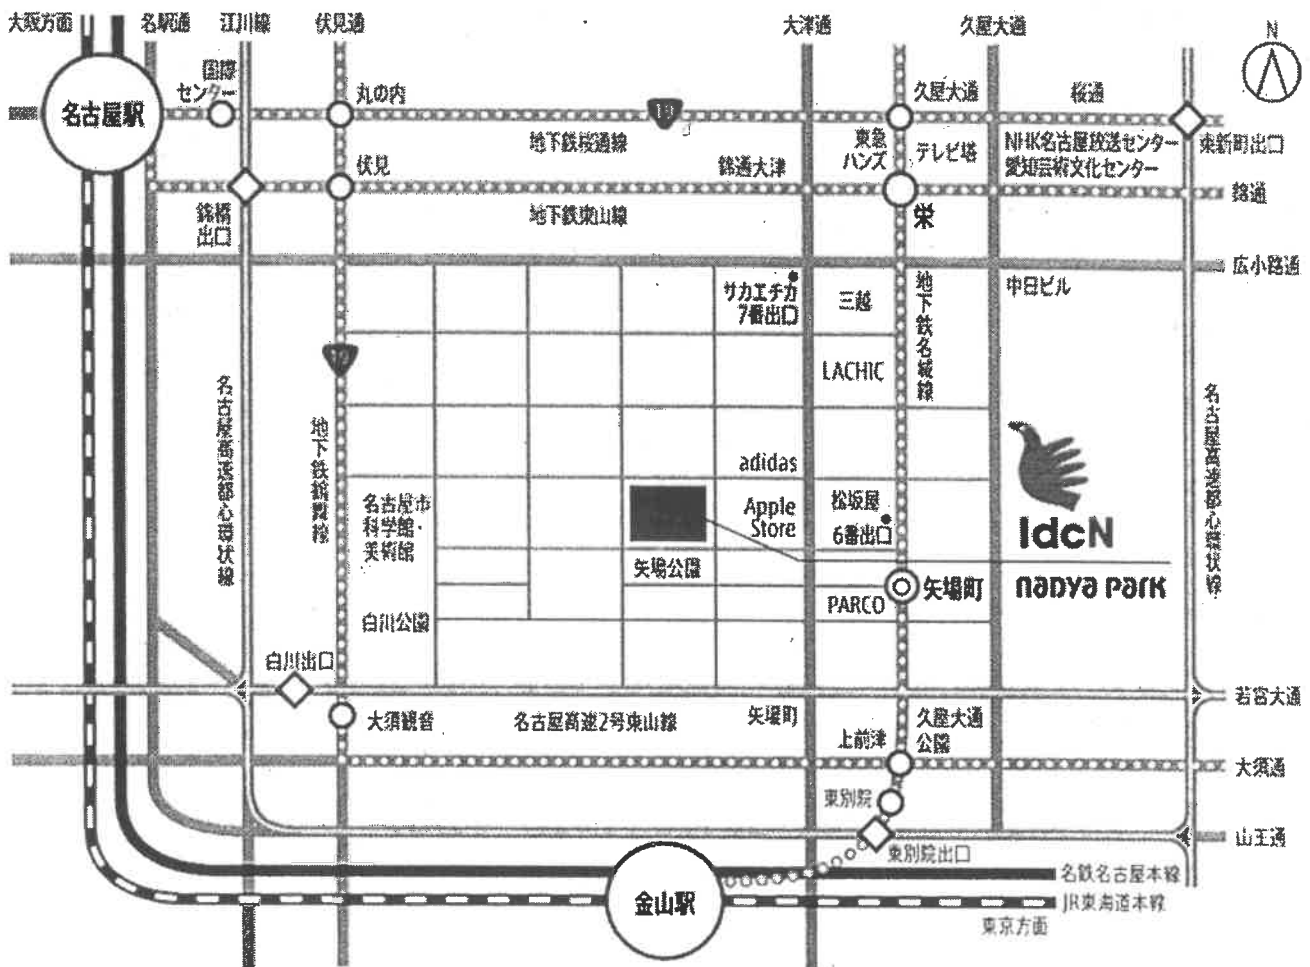 大阪方面
名駅通
江川線
伏見通
大津通
久屋大通
N
国際
センター
名古屋駅
丸の内
19
久屋大通
桜通
地下鉄桜通線
東急
ハンズ
テレビ塔
NHK名古屋放送センター
愛知芸術文化センター
東新町出口
伏見
錦通大津
錦通
錦橋
出口
地下鉄東山線
栄
広小路通
サカエチカ
7番出口
三越
地下鉄名城線
中日ビル
19
LACHIC
名古屋高速都心環状線
地下鉄鶴舞線
名古屋高速都心環状線
adidas
名古屋市
科学館・
美術館
Apple
Store
松坂屋
6番出口
IdcN
矢場公園
矢場町
nadya park
PARCO
白川公園
白川出口
若宮大通
大須観音
名古屋高速2号東山線
矢場町
久屋大通
公園
上前津
大須通
東別院
山王通
東別院出口
名鉄名古屋本線
金山駅
JR東海道本線
東京方面